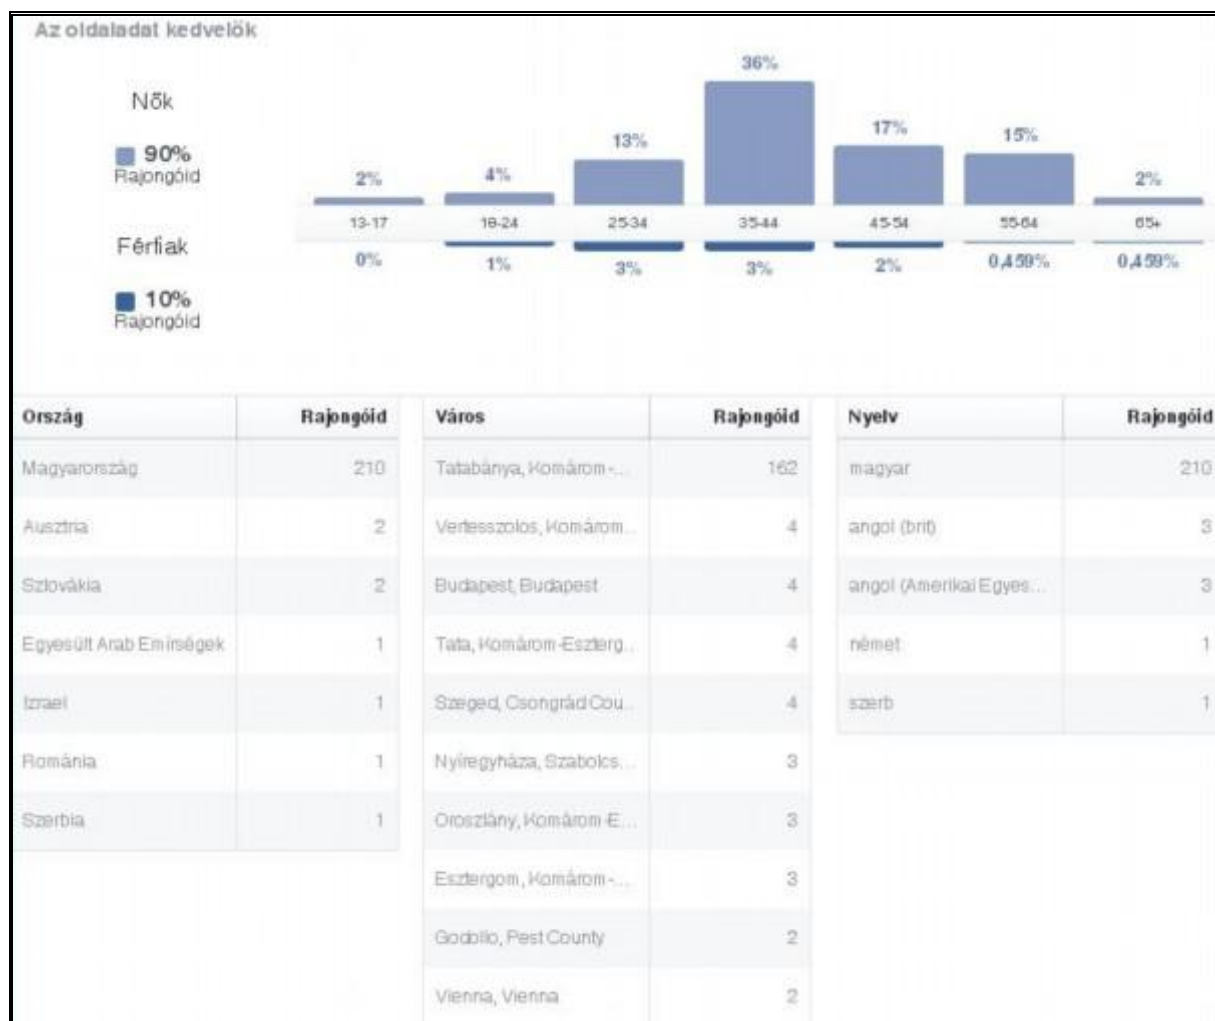 Az oldaladat kedvelők
Nők
90%
Rajongóid
Férfiak
10%
Rajongóid
2% 4% 13% 36% 17% 15% 2%
13-17 18-24 25-34 35-44 45-54 55-64 65+
0% 1% 3% 3% 2% 0,459% 0,459%
Ország Rajongóid
Magyarország 210
Ausztria 2
Szlovákia 2
Egyesült Arab Emírségek 1
Izrael 1
Románia 1
Szerbia 1
Város Rajongóid
Tatabánya, Komárom-... 162
Vertesszolos, Komárom... 4
Budapest, Budapest 4
Tata, Komárom-Eszterg... 4
Szeged, Csongrád Cou... 4
Nyíregyháza, Szabolcs... 3
Oroszlány, Komárom-E... 3
Esztergom, Komárom-... 3
Godollo, Pest County 2
Vienna, Vienna 2
Nyelv Rajongóid
magyar 210
angol (brit) 3
angol (Amerikai Egyes... 3
német 1
szerb 1